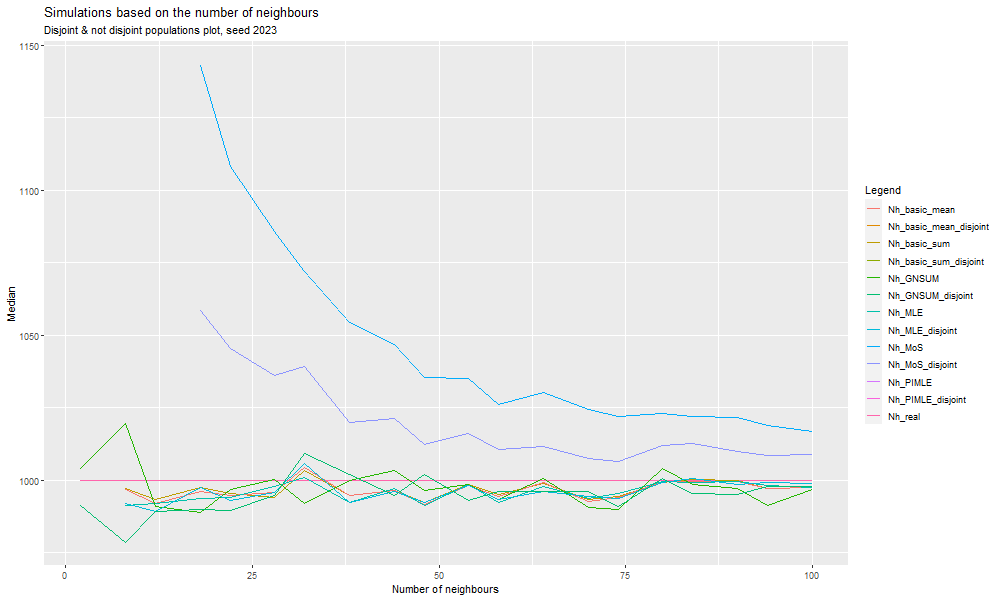 Simulations based on the number of neighbours
Disjoint & not disjoint populations plot, seed 2023
1150
1100
1050
1000
Median
0
25
50
75
100
Number of neighbours
Legend
Nh_basic_mean
Nh_basic_mean_disjoint
Nh_basic_sum
Nh_basic_sum_disjoint
Nh_GNSUM
Nh_GNSUM_disjoint
Nh_MLE
Nh_MLE_disjoint
Nh_MoS
Nh_MoS_disjoint
Nh_PIMLE
Nh_PIMLE_disjoint
Nh_real